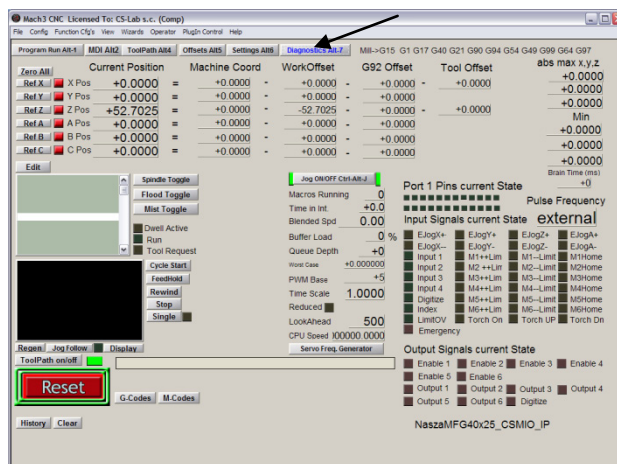 Mach3 CNC Licensed To: CS-Lab s.c. (Comp)
File Config Function Cfg's View Wizards Operator PlugIn Control Help
Program Run Alt-1 MDI Alt2 ToolPath Alt4 Offsets Alt5 Settings Alt6 Diagnostics Alt-7 Mill->G15 G1 G17 G40 G21 G90 G94 G54 G49 G99 G64 G97
Zero All Current Position Machine Coord WorkOffset G92 Offset Tool Offset abs max x,y,z
Ref X X Pos +0.0000 = +0.0000 - +0.0000 - +0.0000 - +0.0000 +0.0000
Ref Y Y Pos +0.0000 = +0.0000 - +0.0000 - +0.0000 +0.0000
Ref Z Z Pos +52.7025 = +0.0000 - -52.7025 - +0.0000 - +0.0000 +0.0000
Ref A A Pos +0.0000 = +0.0000 - +0.0000 - +0.0000 Min
Ref B B Pos +0.0000 = +0.0000 - +0.0000 - +0.0000 +0.0000
Ref C C Pos +0.0000 = +0.0000 - +0.0000 - +0.0000 +0.0000
+0.0000
Edit
Brain Time (ms)
+0
Spindle Toggle
Flood Toggle
Mist Toggle
Dwell Active
Run
Tool Request
Cycle Start
FeedHold
Rewind
Stop
Single
Regen Jog Follow Display
ToolPath on/off
Reset
G-Codes M-Codes
History Clear
Jog ON/OFF Ctrl-Alt-J
Macros Running 0
Time in Int. +0.0
Blended Spd 0.00
Buffer Load 0 %
Queue Depth +0
Worst Case +0.000000
PWM Base +5
Time Scale 1.0000
Reduced
LookAhead 500
CPU Speed 000000.0000
Servo Freq. Generator
Port 1 Pins current State
Pulse Frequency
Input Signals current State external
EJogX+ EJogY+ EJogZ+ EJogA+
EJogX-- EJogY- EJogZ- EJogA-
Input 1 M1++Lim M1--Limit M1Home
Input 2 M2 ++Lim M2--Limit M2Home
Input 3 M3++Lim M3--Limit M3Home
Input 4 M4++Lim M4--Limit M4Home
Digitize M5++Lim M5--Limit M5Home
Index M6++Lim M6--Limit M6Home
LimitOV Torch On Torch UP Torch Dn
Emergency
Output Signals current State
Enable 1 Enable 2 Enable 3 Enable 4
Enable 5 Enable 6
Output 1 Output 2 Output 3 Output 4
Output 5 Output 6 Digitize
NaszaMFG40x25_CSMIO_IP